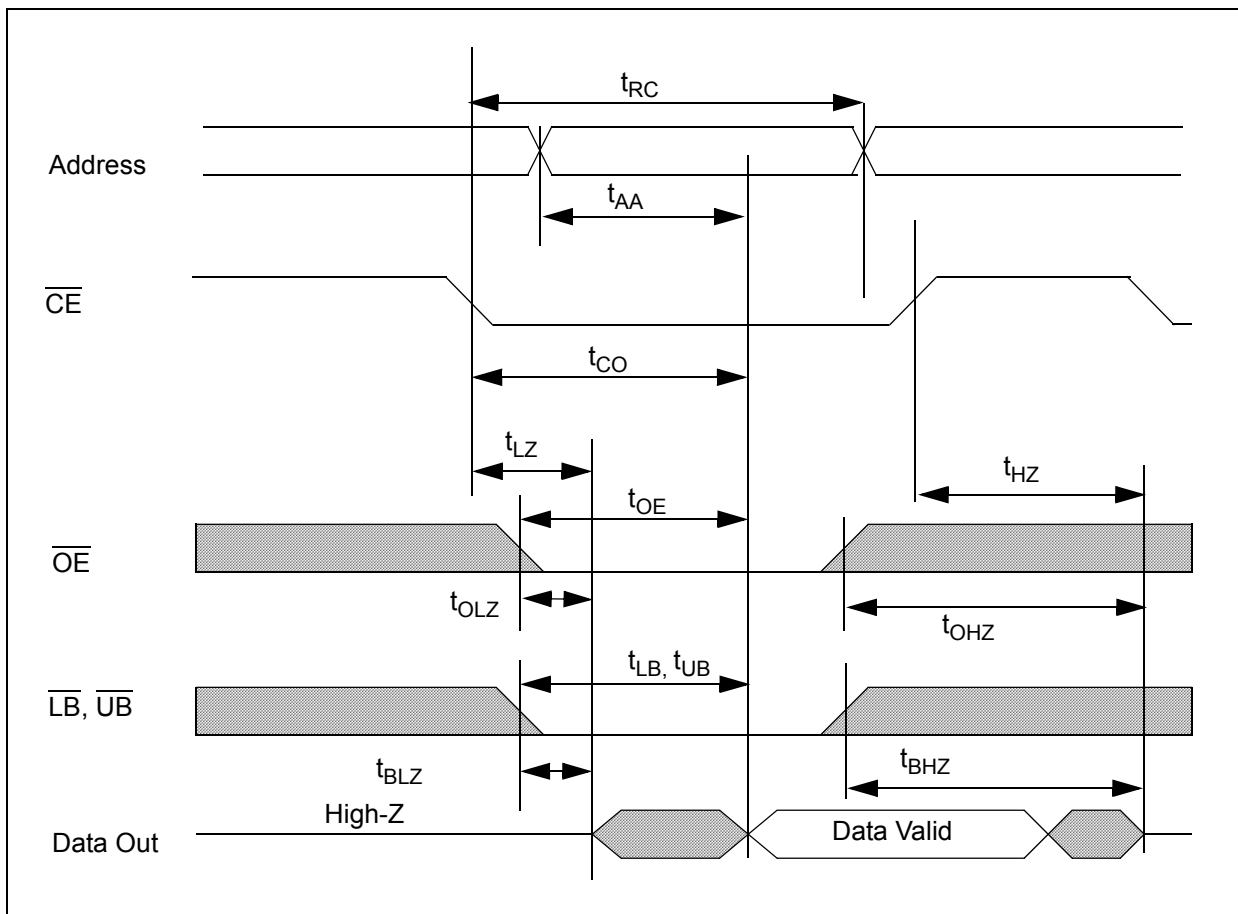 tRC
Address
tAA
CE
tCO
tLZ
tHZ
tOE
OE
tOLZ
tOHZ
tLB, tUB
LB, UB
tBLZ
tBHZ
High-Z
Data Valid
Data Out